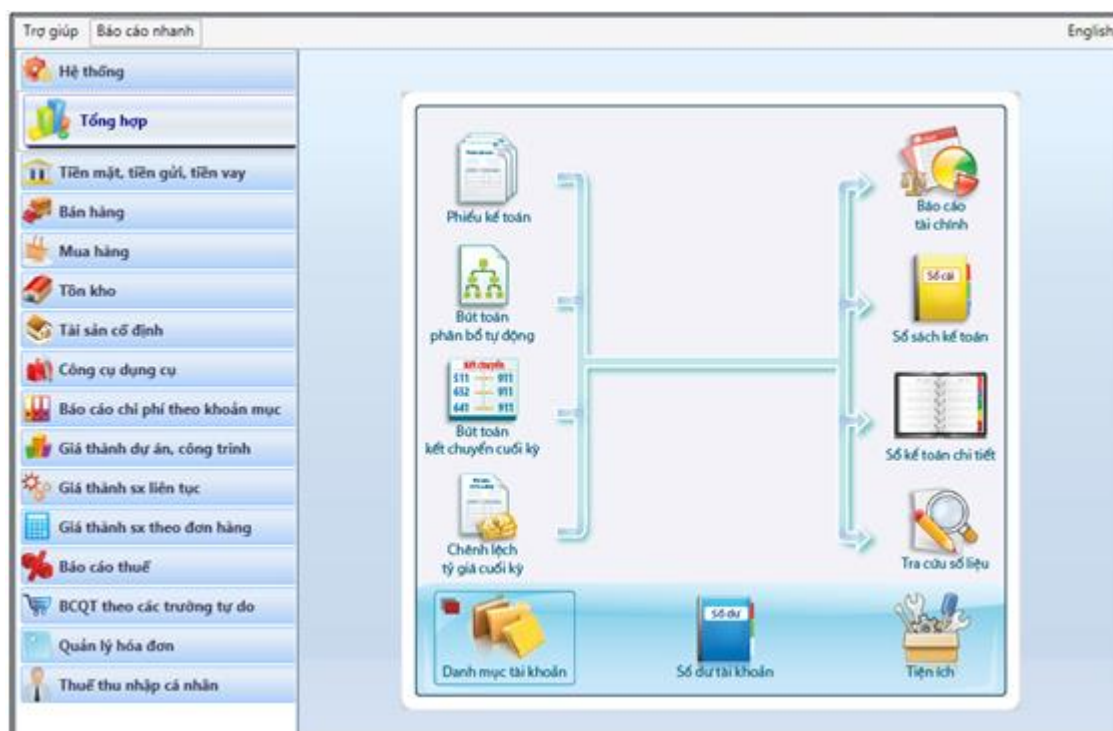 Trợ giúp
Báo cáo nhanh
English
Hệ thống
Tổng hợp
Tiền mặt, tiền gửi, tiền vay
Bán hàng
Mua hàng
Tồn kho
Tài sản cố định
Công cụ dụng cụ
Báo cáo chi phí theo khoản mục
Giá thành dự án, công trình
Giá thành sx liên tục
Giá thành sx theo đơn hàng
Báo cáo thuế
BCQT theo các trường tự do
Quản lý hóa đơn
Thuế thu nhập cá nhân
Phiếu kế toán
Bút toán
phân bổ tự động
Kết chuyển
511 911
632 911
641 911
Bút toán
kết chuyển cuối kỳ
Chênh lệch
tỷ giá cuối kỳ
Báo cáo
tài chính
Sổ cái
Sổ sách kế toán
Sổ kế toán chi tiết
Tra cứu số liệu
Danh mục tài khoản
Số dư
Số dư tài khoản
Tiện ích